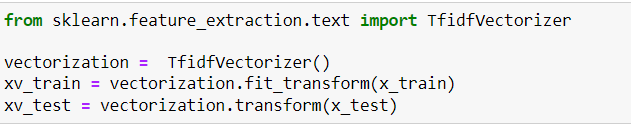 from sklearn.feature_extraction.text import TfidfVectorizer
vectorization =  TfidfVectorizer()
xv_train = vectorization.fit_transform(x_train)
xv_test = vectorization.transform(x_test)